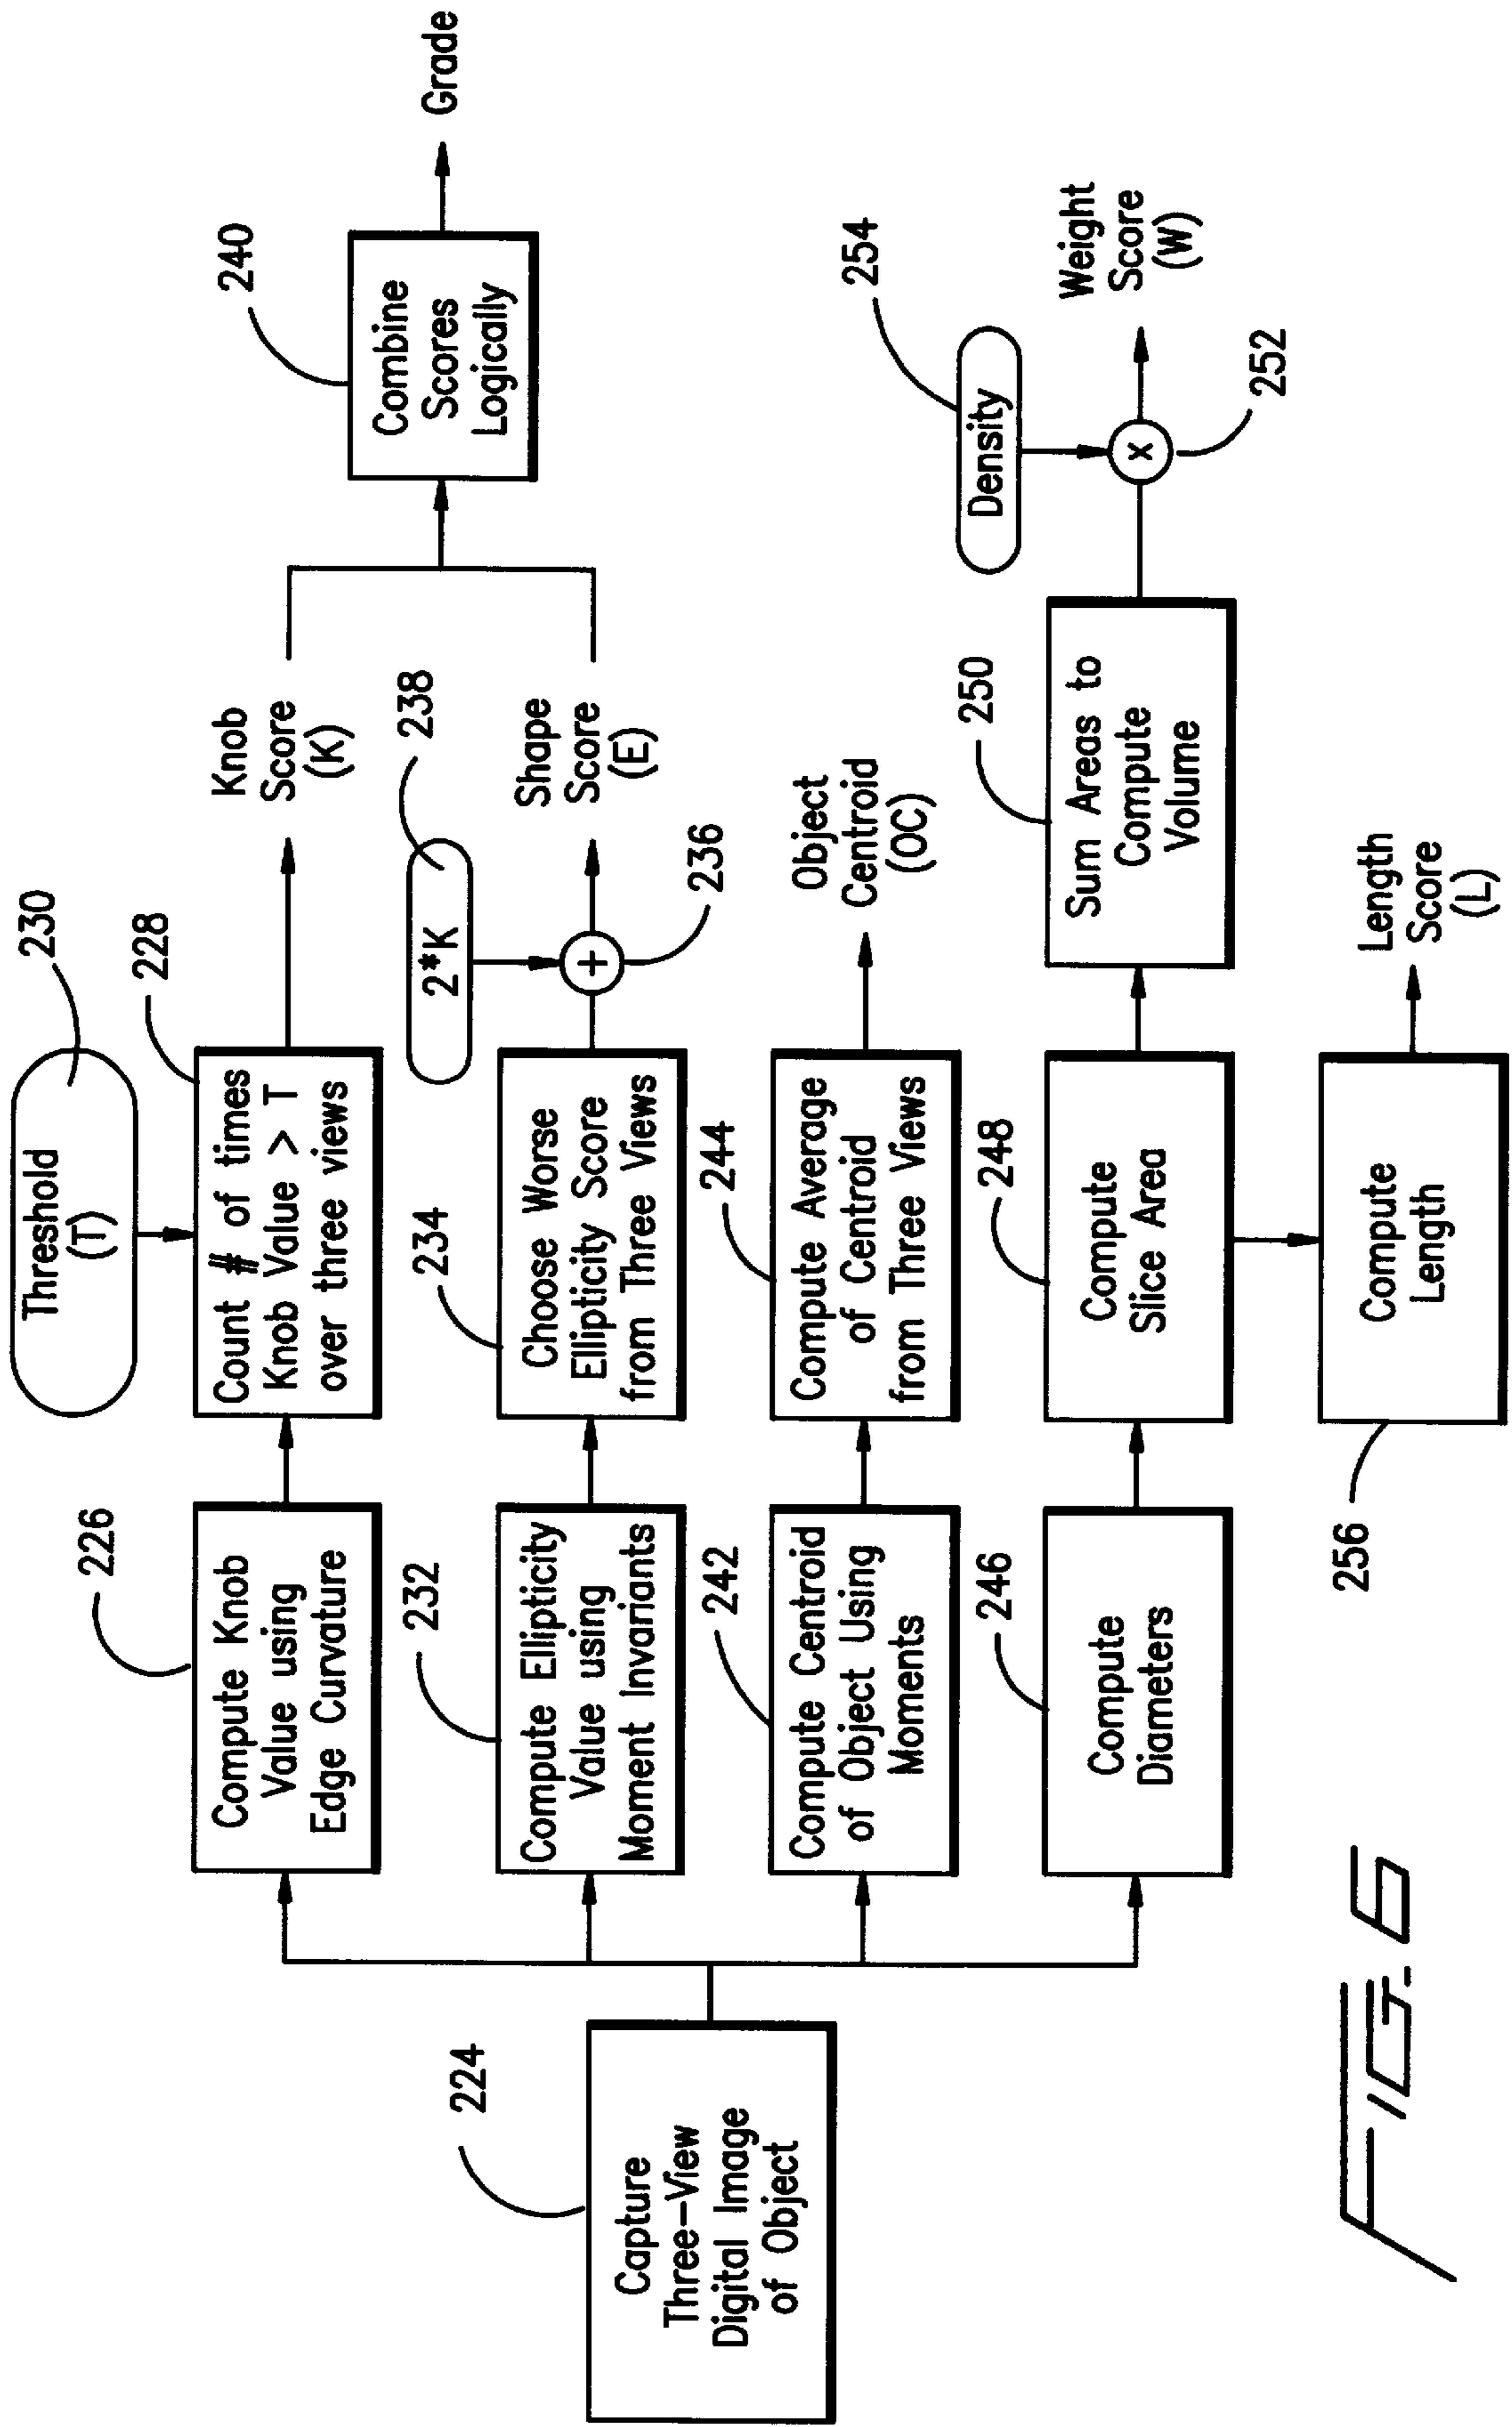 224
Capture
Three-View
Digital Image
of Object
226
Compute Knob
Value using
Edge Curvature
Threshold
(T)
230
228
Count # of times
Knob Value > T
over three views
Knob
Score
(K)
232
Compute Ellipticity
Value using
Moment Invariants
234
Choose Worse
Ellipticity Score
from Three Views
2*K
238
+
236
Shape
Score
(E)
240
Combine
Scores
Logically
Grade
242
Compute Centroid
of Object Using
Moments
244
Compute Average
of Centroid
from Three Views
Object
Centroid
(OC)
246
Compute
Diameters
248
Compute
Slice Area
250
Sum Areas to
Compute
Volume
Density
254
x
252
Weight
Score
(W)
256
Compute
Length
Length
Score
(L)
FIG. 6